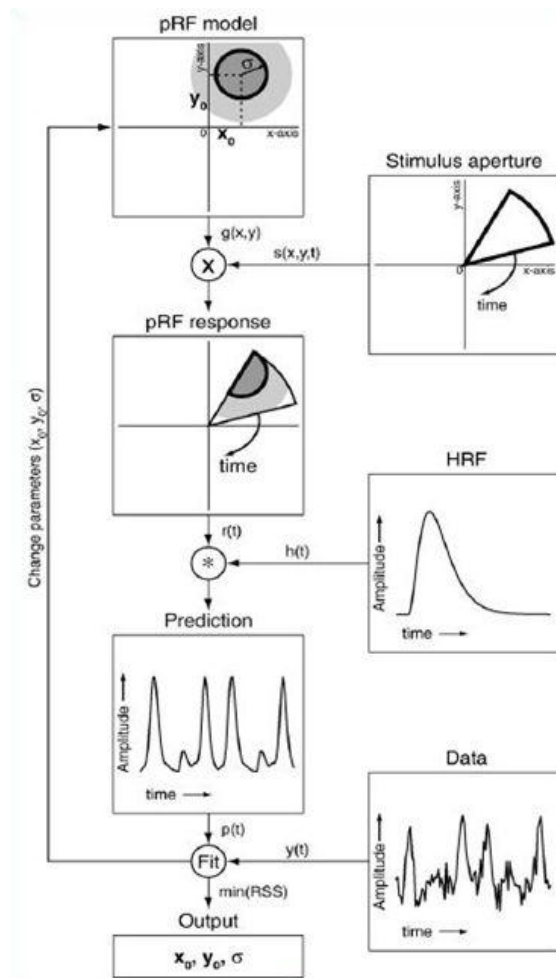 pRF model
y-axis
σ
y₀
0
x₀
x-axis
Stimulus aperture
y-axis
0
x-axis
time
g(x,y)
s(x,y,t)
x
pRF response
time
Change parameters (x₀, y₀, σ)
HRF
Amplitude
time
r(t)
h(t)
*
Prediction
Amplitude
time
Data
Amplitude
time
p(t)
y(t)
Fit
min(RSS)
Output
x₀, y₀, σ